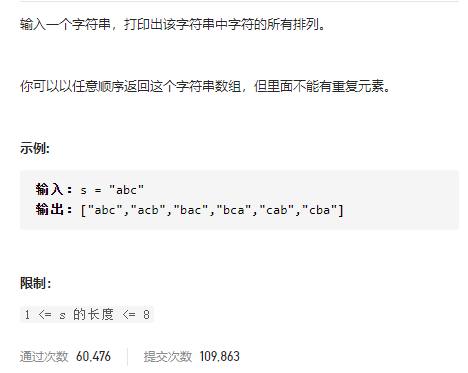 输入一个字符串，打印出该字符串中字符的所有排列。
你可以以任意顺序返回这个字符串数组，但里面不能有重复元素。
示例:
输入：s = "abc"
输出：["abc","acb","bac","bca","cab","cba"]
限制：
1 <= s 的长度 <= 8
通过次数 60,476 提交次数 109,863